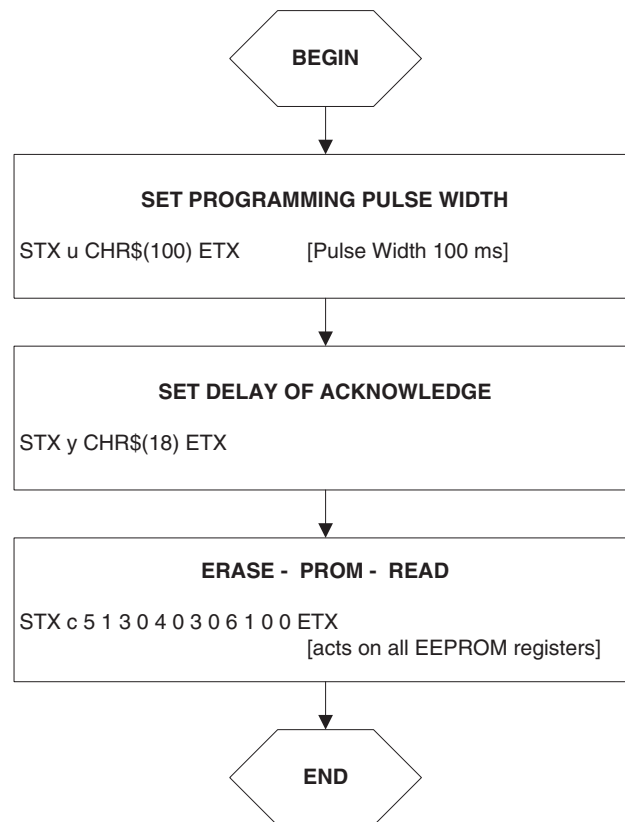 BEGIN
SET PROGRAMMING PULSE WIDTH
STX u CHR$(100) ETX [Pulse Width 100 ms]
SET DELAY OF ACKNOWLEDGE
STX y CHR$(18) ETX
ERASE - PROM - READ
STX c 5 1 3 0 4 0 3 0 6 1 0 0 ETX
[acts on all EEPROM registers]
END